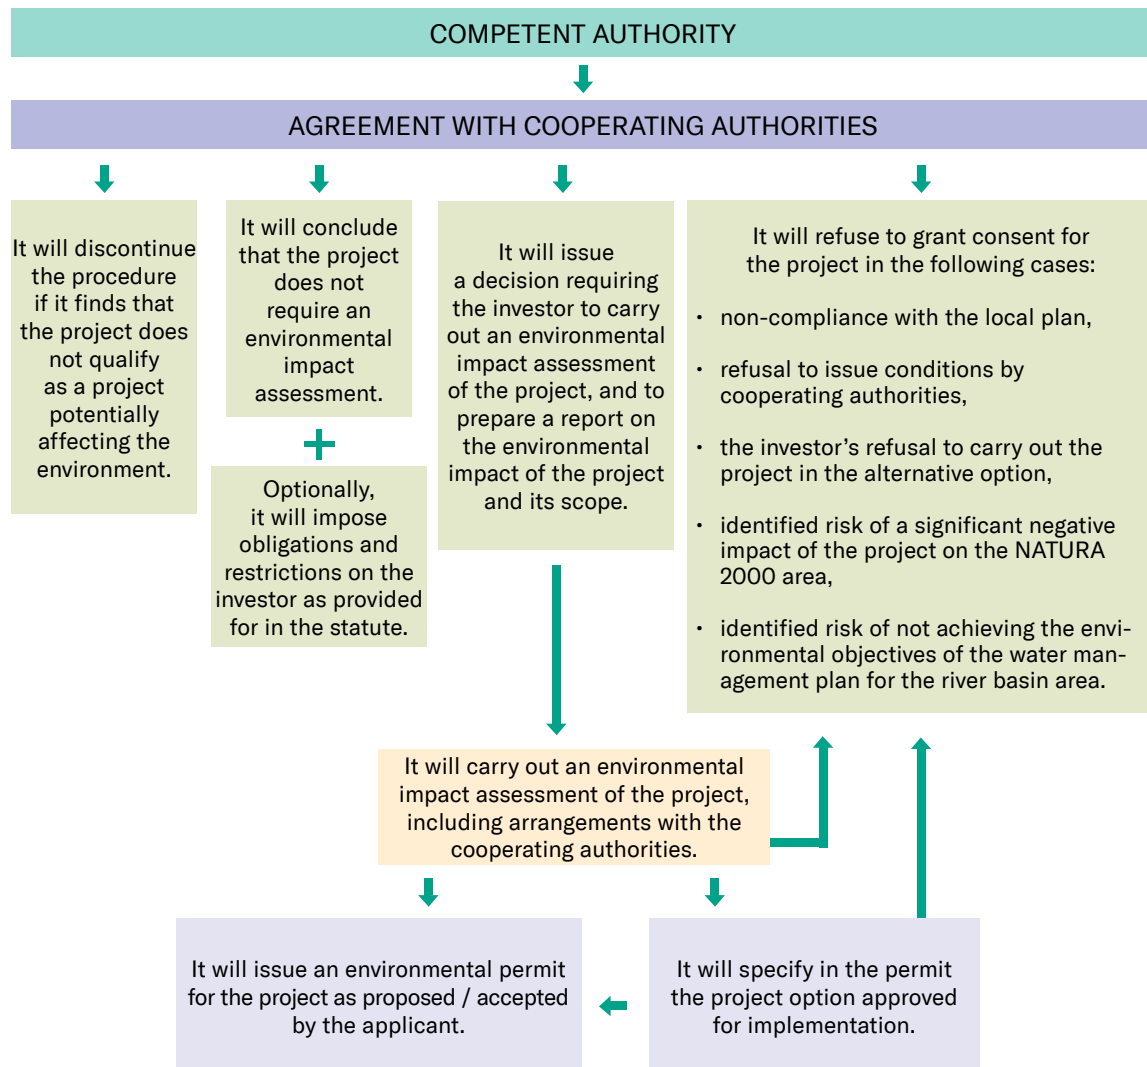 COMPETENT AUTHORITY
AGREEMENT WITH COOPERATING AUTHORITIES
It will discontinue
the procedure
if it finds that
the project does
not qualify
as a project
potentially
affecting the
environment.
It will conclude
that the project
does not
require an
environmental
impact
assessment.
Optionally,
it will impose
obligations and
restrictions on the
investor as provided
for in the statute.
It will issue
a decision requiring
the investor to carry
out an environmental
impact assessment
of the project, and to
prepare a report on
the environmental
impact of the project
and its scope.
It will refuse to grant consent for
the project in the following cases:
• non-compliance with the local plan,
• refusal to issue conditions by
cooperating authorities,
• the investor’s refusal to carry out the
project in the alternative option,
• identified risk of a significant negative
impact of the project on the NATURA
2000 area,
• identified risk of not achieving the envi-
ronmental objectives of the water man-
agement plan for the river basin area.
It will carry out an environmental
impact assessment of the project,
including arrangements with the
cooperating authorities.
It will issue an environmental permit
for the project as proposed / accepted
by the applicant.
It will specify in the permit
the project option approved
for implementation.